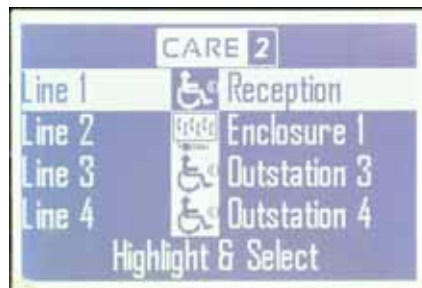 CARE 2
Line 1 Reception
Line 2 Enclosure 1
Line 3 Outstation 3
Line 4 Outstation 4
Highlight & Select